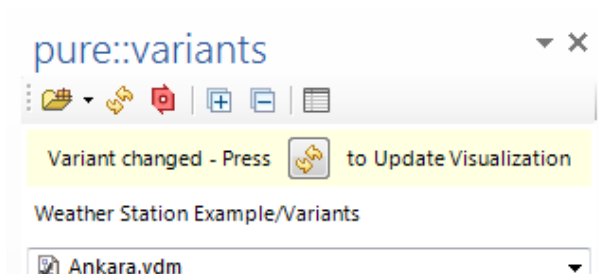 pure::variants
Variant changed - Press to Update Visualization
Weather Station Example/Variants
Ankara.vdm